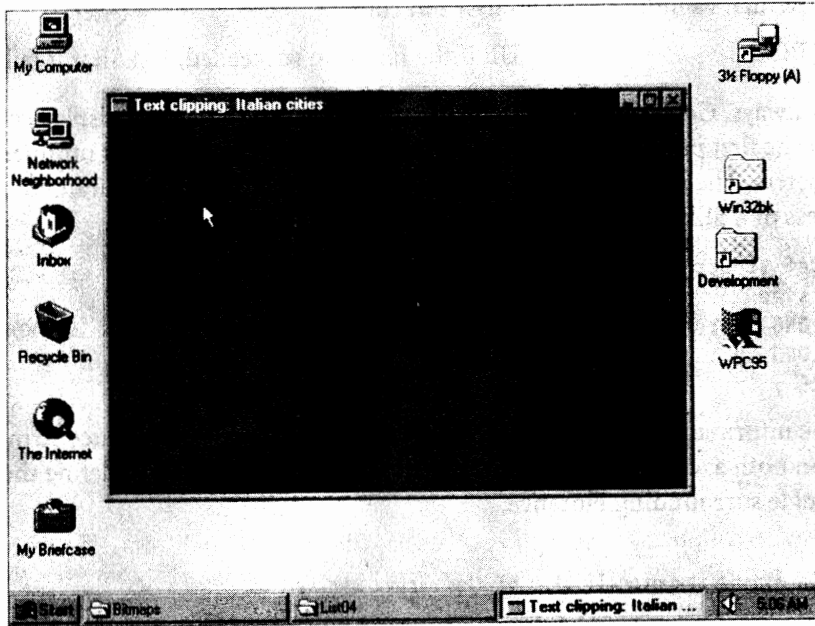 My Computer
3½ Floppy (A)
Text clipping: Italian cities
Network
Neighborhood
Win32bk
Inbox
Development
Recycle Bin
WPC95
The Internet
My Briefcase
Start
Bitmaps
List04
Text clipping: Italian ...
5:06 AM